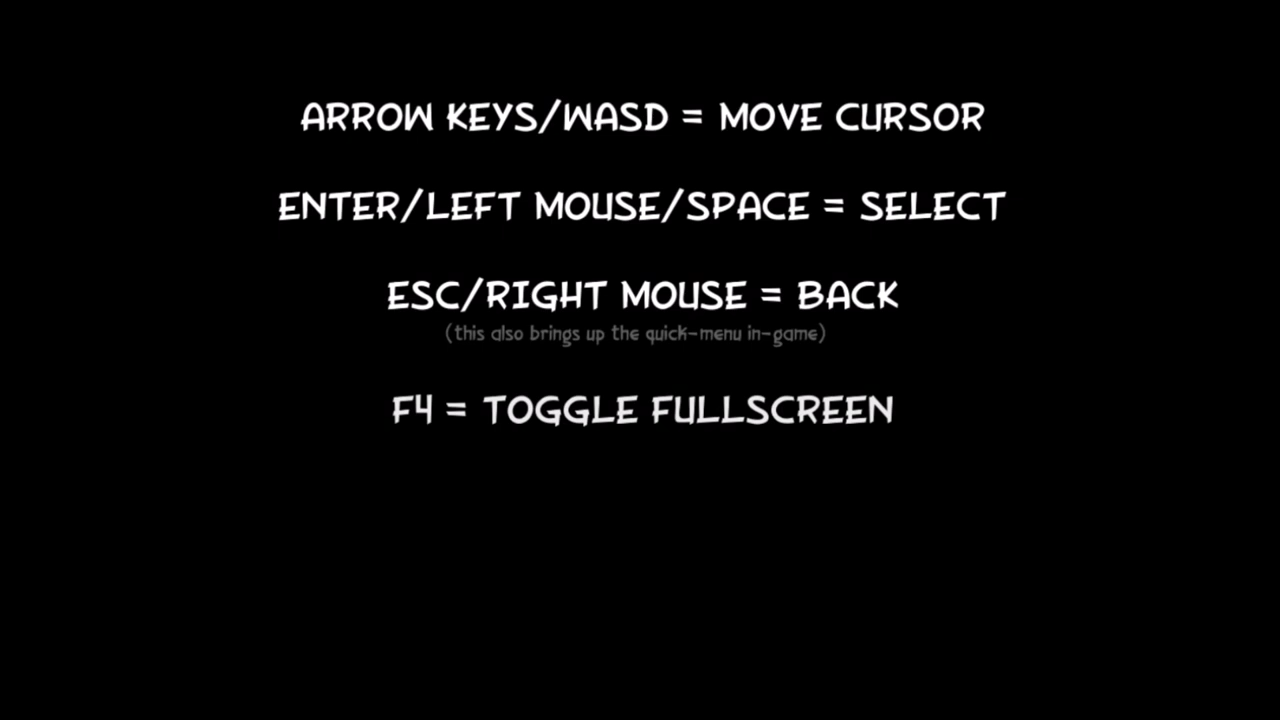 ARROW KEYS/WASD = MOVE CURSOR
ENTER/LEFT MOUSE/SPACE = SELECT
ESC/RIGHT MOUSE = BACK
(this also brings up the quick-menu in-game)
F4 = TOGGLE FULLSCREEN